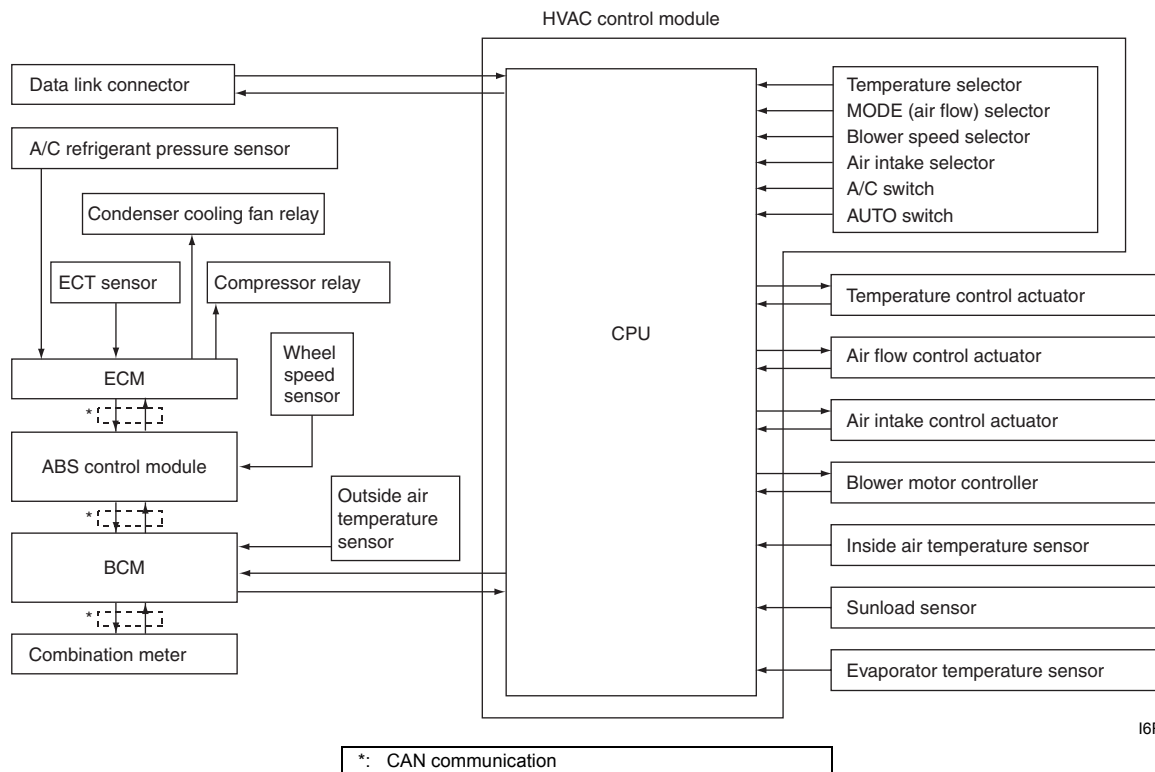 HVAC control module
Data link connector
A/C refrigerant pressure sensor
Condenser cooling fan relay
ECT sensor
Compressor relay
ECM
Wheel
speed
sensor
*
ABS control module
*
Outside air
temperature
sensor
BCM
*
Combination meter
CPU
Temperature selector
MODE (air flow) selector
Blower speed selector
Air intake selector
A/C switch
AUTO switch
Temperature control actuator
Air flow control actuator
Air intake control actuator
Blower motor controller
Inside air temperature sensor
Sunload sensor
Evaporator temperature sensor
*: CAN communication